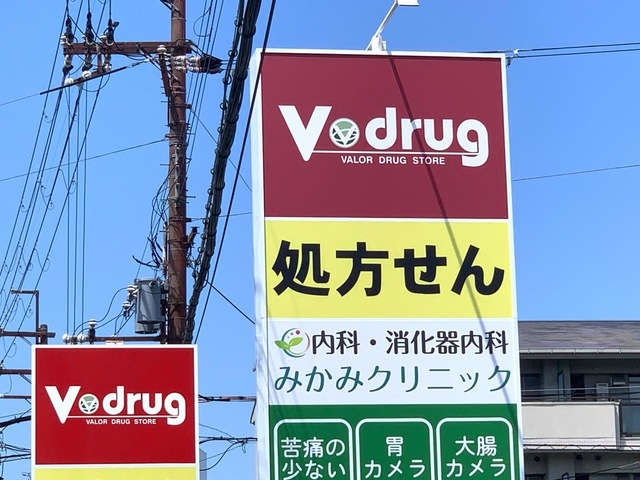 V drug
VALOR DRUG STORE
処方せん
内科・消化器内科
みかみクリニック
苦痛の
少ない
胃
カメラ
大腸
カメラ
V drug
VALOR DRUG STORE